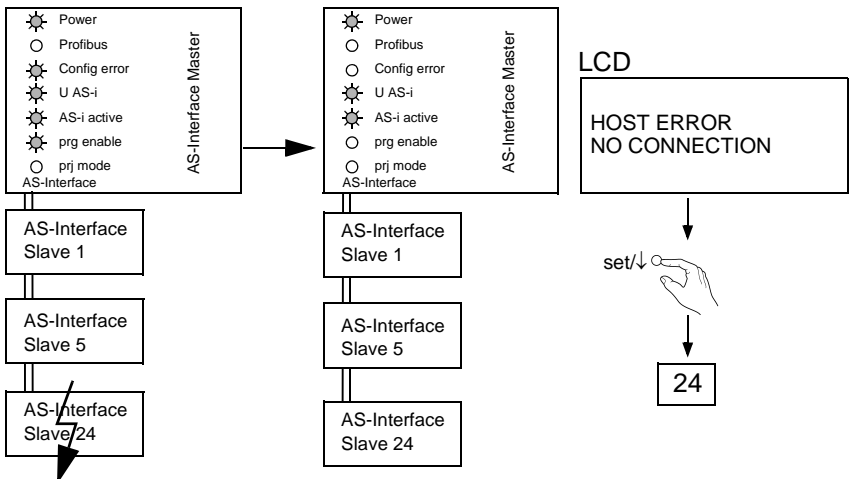 Power
Profibus
Config error
U AS-i
AS-i active
prg enable
prj mode
AS-Interface
AS-Interface Master
AS-Interface
Slave 1
AS-Interface
Slave 5
AS-Interface
Slave 24
Power
Profibus
Config error
U AS-i
AS-i active
prg enable
prj mode
AS-Interface
AS-Interface Master
AS-Interface
Slave 1
AS-Interface
Slave 5
AS-Interface
Slave 24
LCD
HOST ERROR
NO CONNECTION
set/↓
24